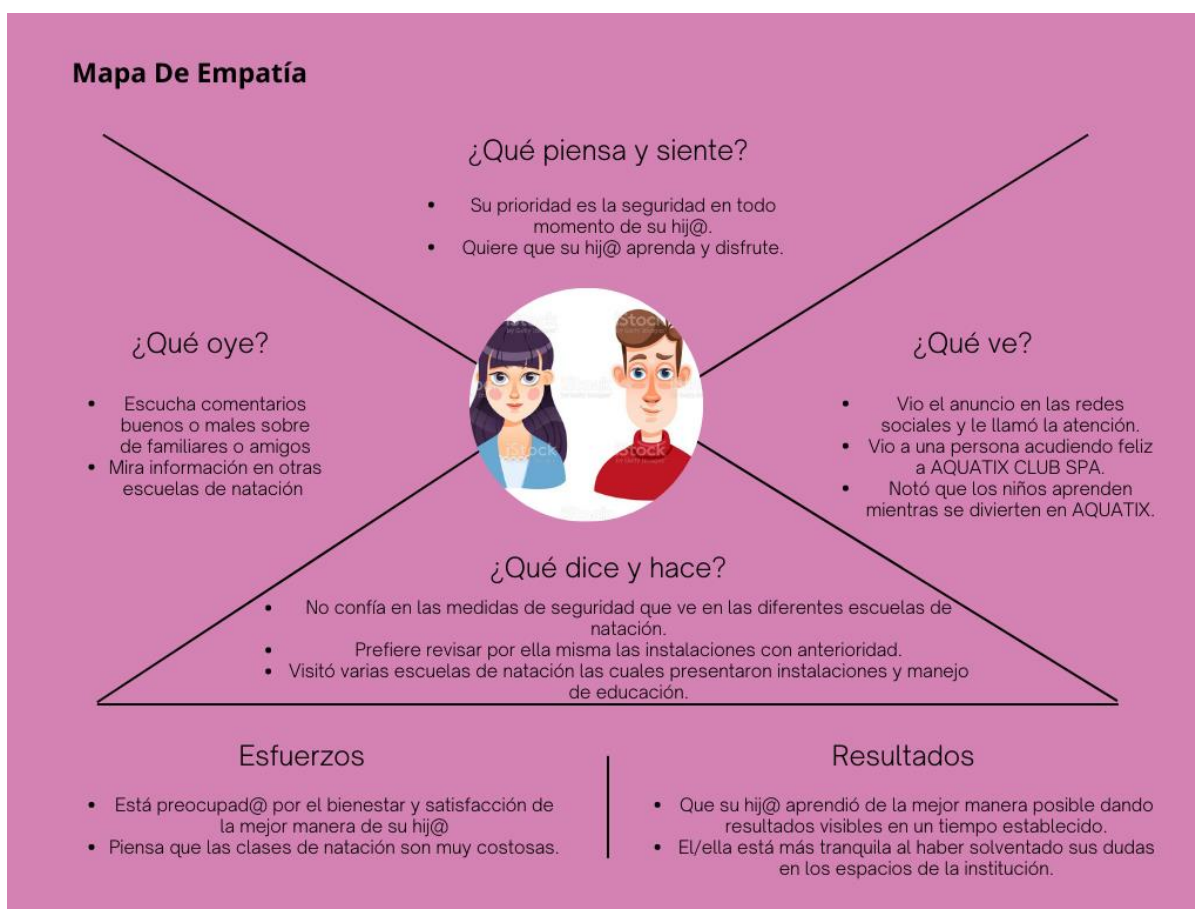 Mapa De Empatía
¿Qué piensa y siente?
• Su prioridad es la seguridad en todo
momento de su hij@.
• Quiere que su hij@ aprenda y disfrute.
¿Qué oye?
• Escucha comentarios
buenos o males sobre
de familiares o amigos
• Mira información en otras
escuelas de natación
iStock
iStock
iStock
iStock
iStock
¿Qué ve?
• Vio el anuncio en las redes
sociales y le llamó la atención.
• Vio a una persona acudiendo feliz
a AQUATIX CLUB SPA.
• Notó que los niños aprenden
mientras se divierten en AQUATIX.
¿Qué dice y hace?
• No confía en las medidas de seguridad que ve en las diferentes escuelas de
natación.
• Prefiere revisar por ella misma las instalaciones con anterioridad.
• Visitó varias escuelas de natación las cuales presentaron instalaciones y manejo
de educación.
Esfuerzos
• Está preocupad@ por el bienestar y satisfacción de
la mejor manera de su hij@
• Piensa que las clases de natación son muy costosas.
Resultados
• Que su hij@ aprendió de la mejor manera posible dando
resultados visibles en un tiempo establecido.
• El/ella está más tranquila al haber solventado sus dudas
en los espacios de la institución.